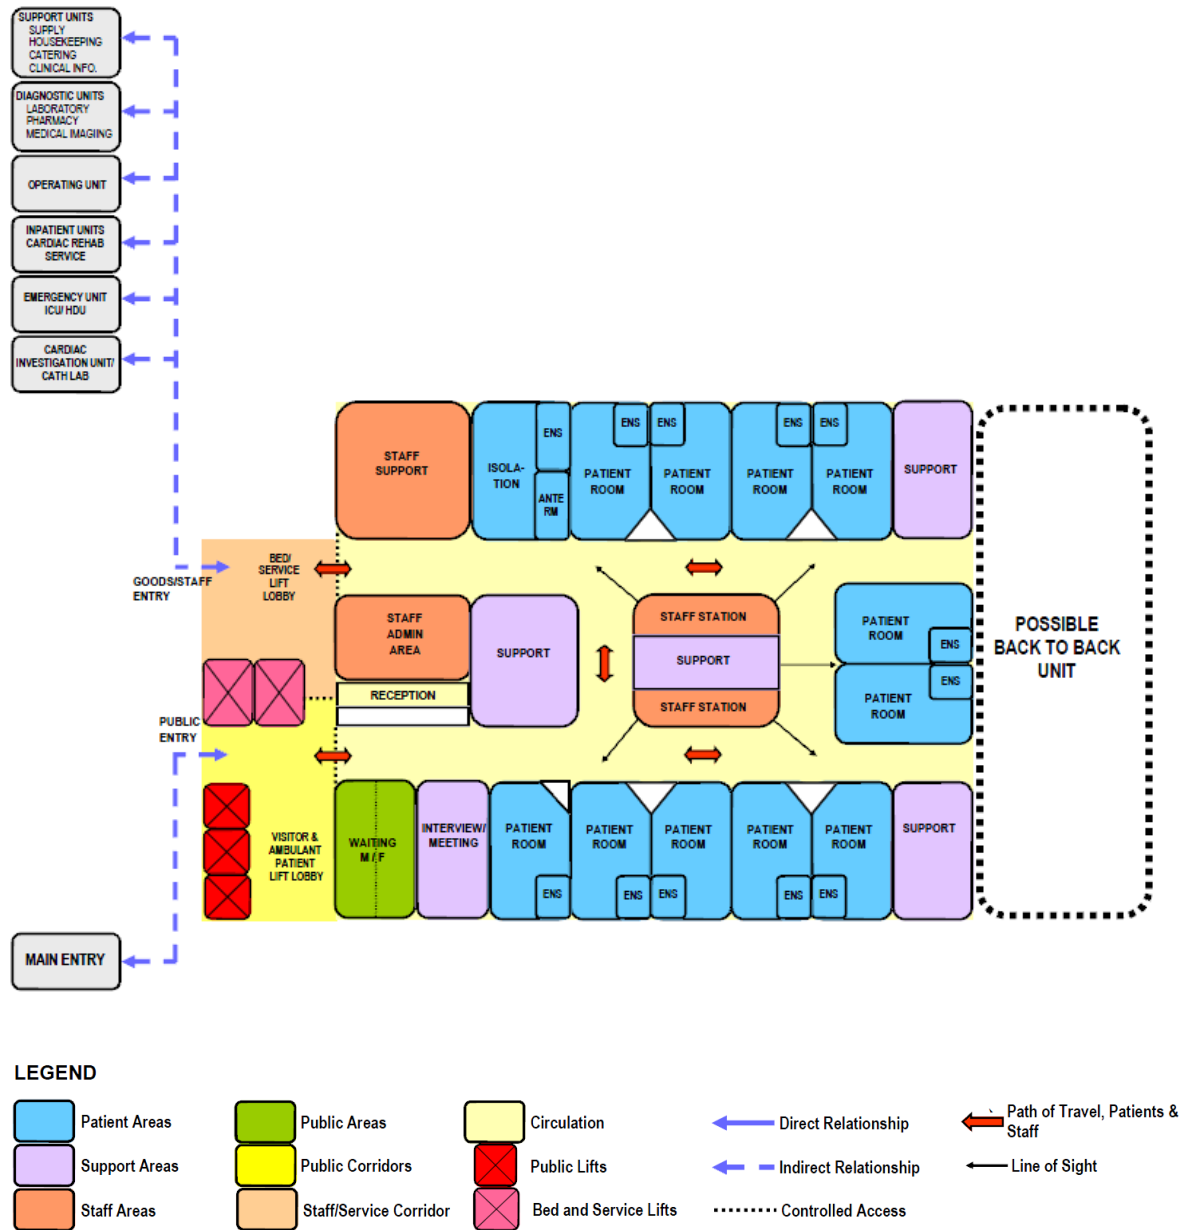 SUPPORT UNITS
SUPPLY
HOUSEKEEPING
CATERING
CLINICAL INFO.
DIAGNOSTIC UNITS
LABORATORY
PHARMACY
MEDICAL IMAGIING
OPERATING UNIT
INPATIENT UNITS
CARDIAC REHAB
SERVICE
EMERGENCY UNIT
ICU/ HDU
CARDIAC
INVESTIGATION UNIT/
CATH LAB
STAFF
SUPPORT
ISOLA-
TION
ENS
ANTE
RM
ENS
ENS
PATIENT
ROOM
PATIENT
ROOM
ENS
ENS
PATIENT
ROOM
PATIENT
ROOM
SUPPORT
GOODS/STAFF
ENTRY
BED/
SERVICE
LIFT
LOBBY
STAFF
ADMIN
AREA
RECEPTION
SUPPORT
STAFF STATION
SUPPORT
STAFF STATION
PATIENT
ROOM
ENS
ENS
PATIENT
ROOM
POSSIBLE
BACK TO BACK
UNIT
PUBLIC
ENTRY
VISITOR &
AMBULANT
PATIENT
LIFT LOBBY
WAITING
M / F
INTERVIEW/
MEETING
PATIENT
ROOM
ENS
PATIENT
ROOM
PATIENT
ROOM
ENS
ENS
PATIENT
ROOM
PATIENT
ROOM
ENS
ENS
SUPPORT
MAIN ENTRY
LEGEND
Patient Areas
Public Areas
Circulation
Direct Relationship
Path of Travel, Patients &
Staff
Support Areas
Public Corridors
Public Lifts
Indirect Relationship
Line of Sight
Staff Areas
Staff/Service Corridor
Bed and Service Lifts
Controlled Access